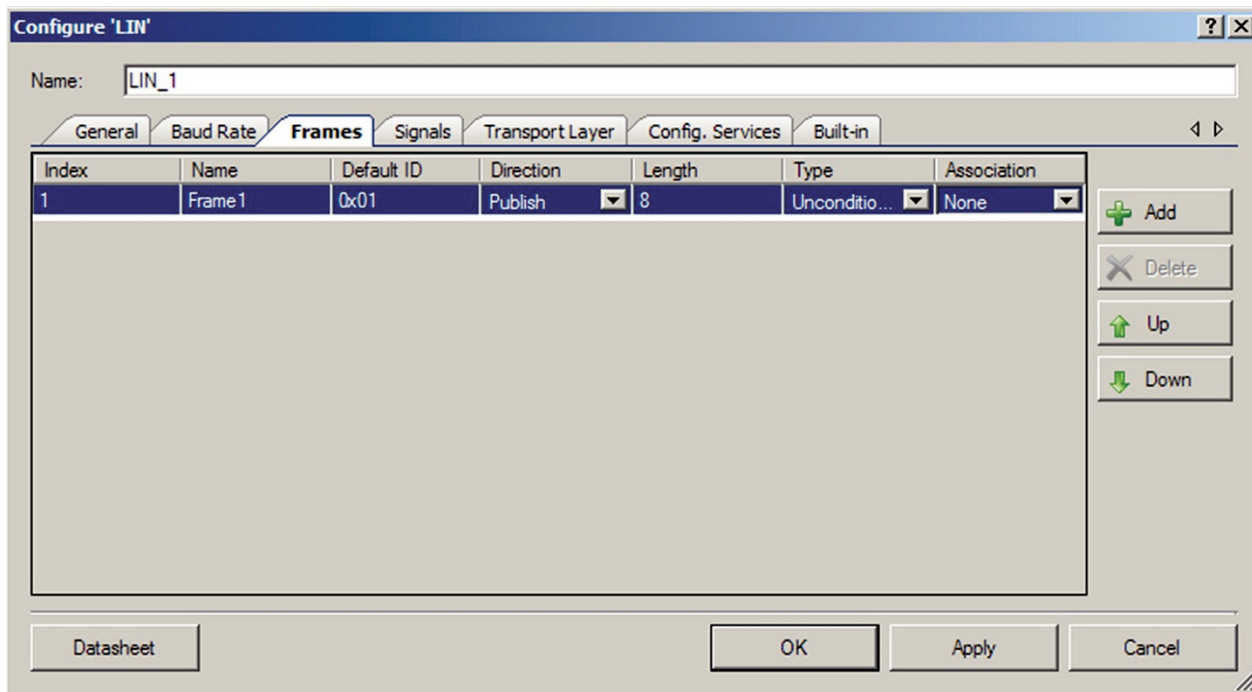 Configure 'LIN'
Name: LIN_1
General Baud Rate Frames Signals Transport Layer Config. Services Built-in
Index Name Default ID Direction Length Type Association
1 Frame1 0x01 Publish 8 Unconditio... None
Add
Delete
Up
Down
Datasheet OK Apply Cancel